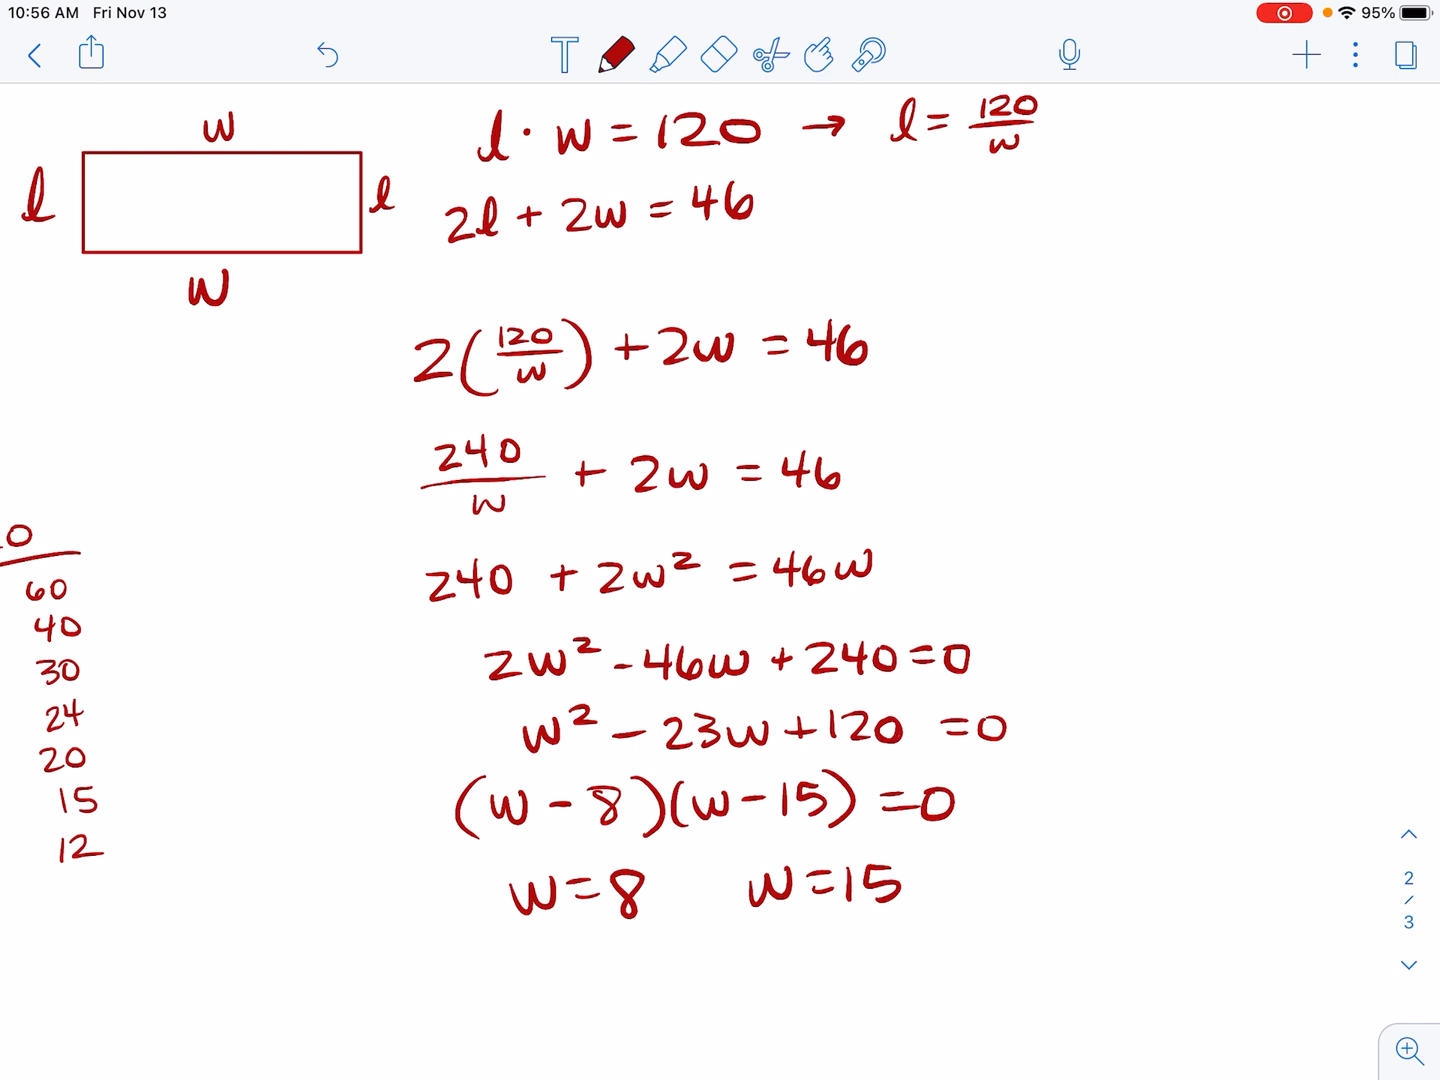 10:56 AM Fri Nov 13
95%
T
w
l
l
w
l · w = 120 → l = 120/w
2l + 2w = 46
2(120/w) + 2w = 46
240/w + 2w = 46
240 + 2w² = 46w
2w² - 46w + 240 = 0
w² - 23w + 120 = 0
(w - 8)(w - 15) = 0
w = 8 w = 15
0
60
40
30
24
20
15
12
2
/
3